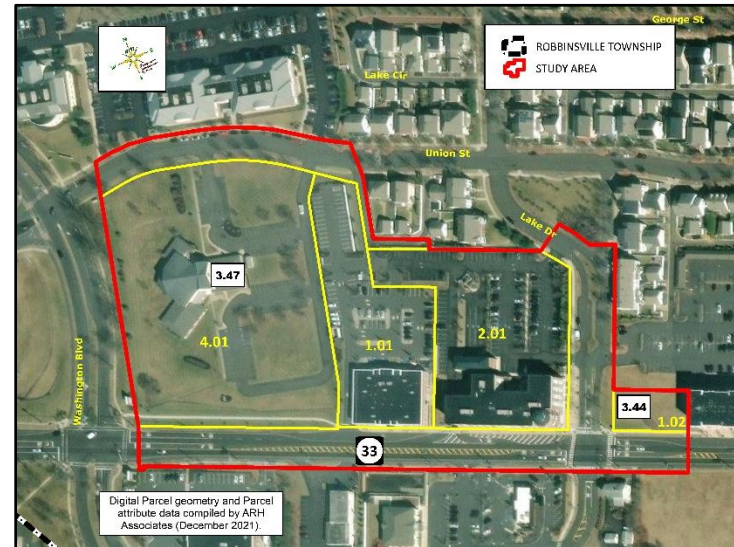 George St
ROBBINSVILLE TOWNSHIP
STUDY AREA
Lake Cir
Union St
Lake Dr
3.47
4.01
1.01
2.01
Washington Blvd
3.44
1.02
33
Digital Parcel geometry and Parcel
attribute data compiled by ARH
Associates (December 2021).